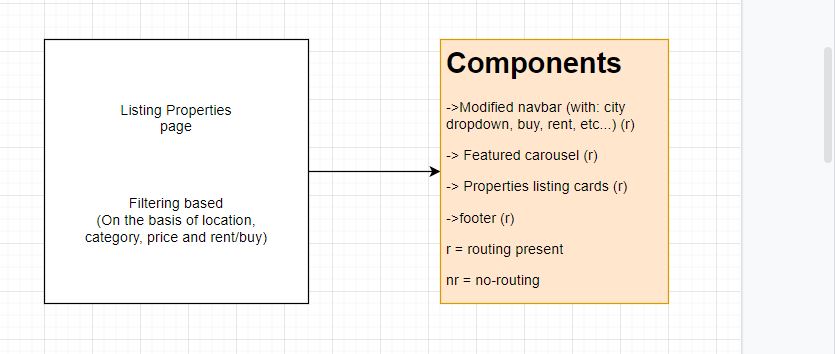 Listing Properties
page
Filtering based
(On the basis of location,
category, price and rent/buy)
Components
->Modified navbar (with: city
dropdown, buy, rent, etc...) (r)
-> Featured carousel (r)
-> Properties listing cards (r)
->footer (r)
r = routing present
nr = no-routing